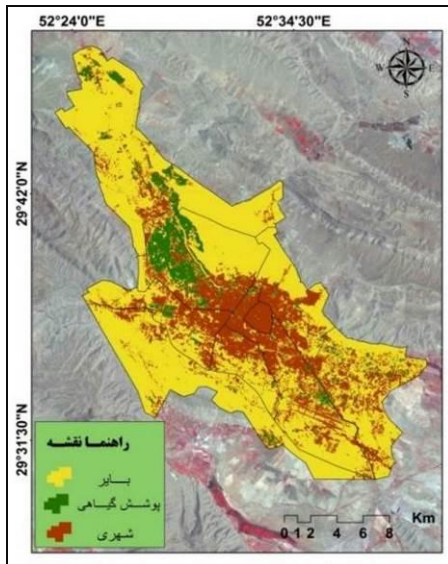 52°24'0"E
52°34'30"E
W E
S
29°42'0"N
29°31'30"N
راهنما نقشه
بایر
پوشش گیاهی
شهری
Km
0 1 2 4 6 8